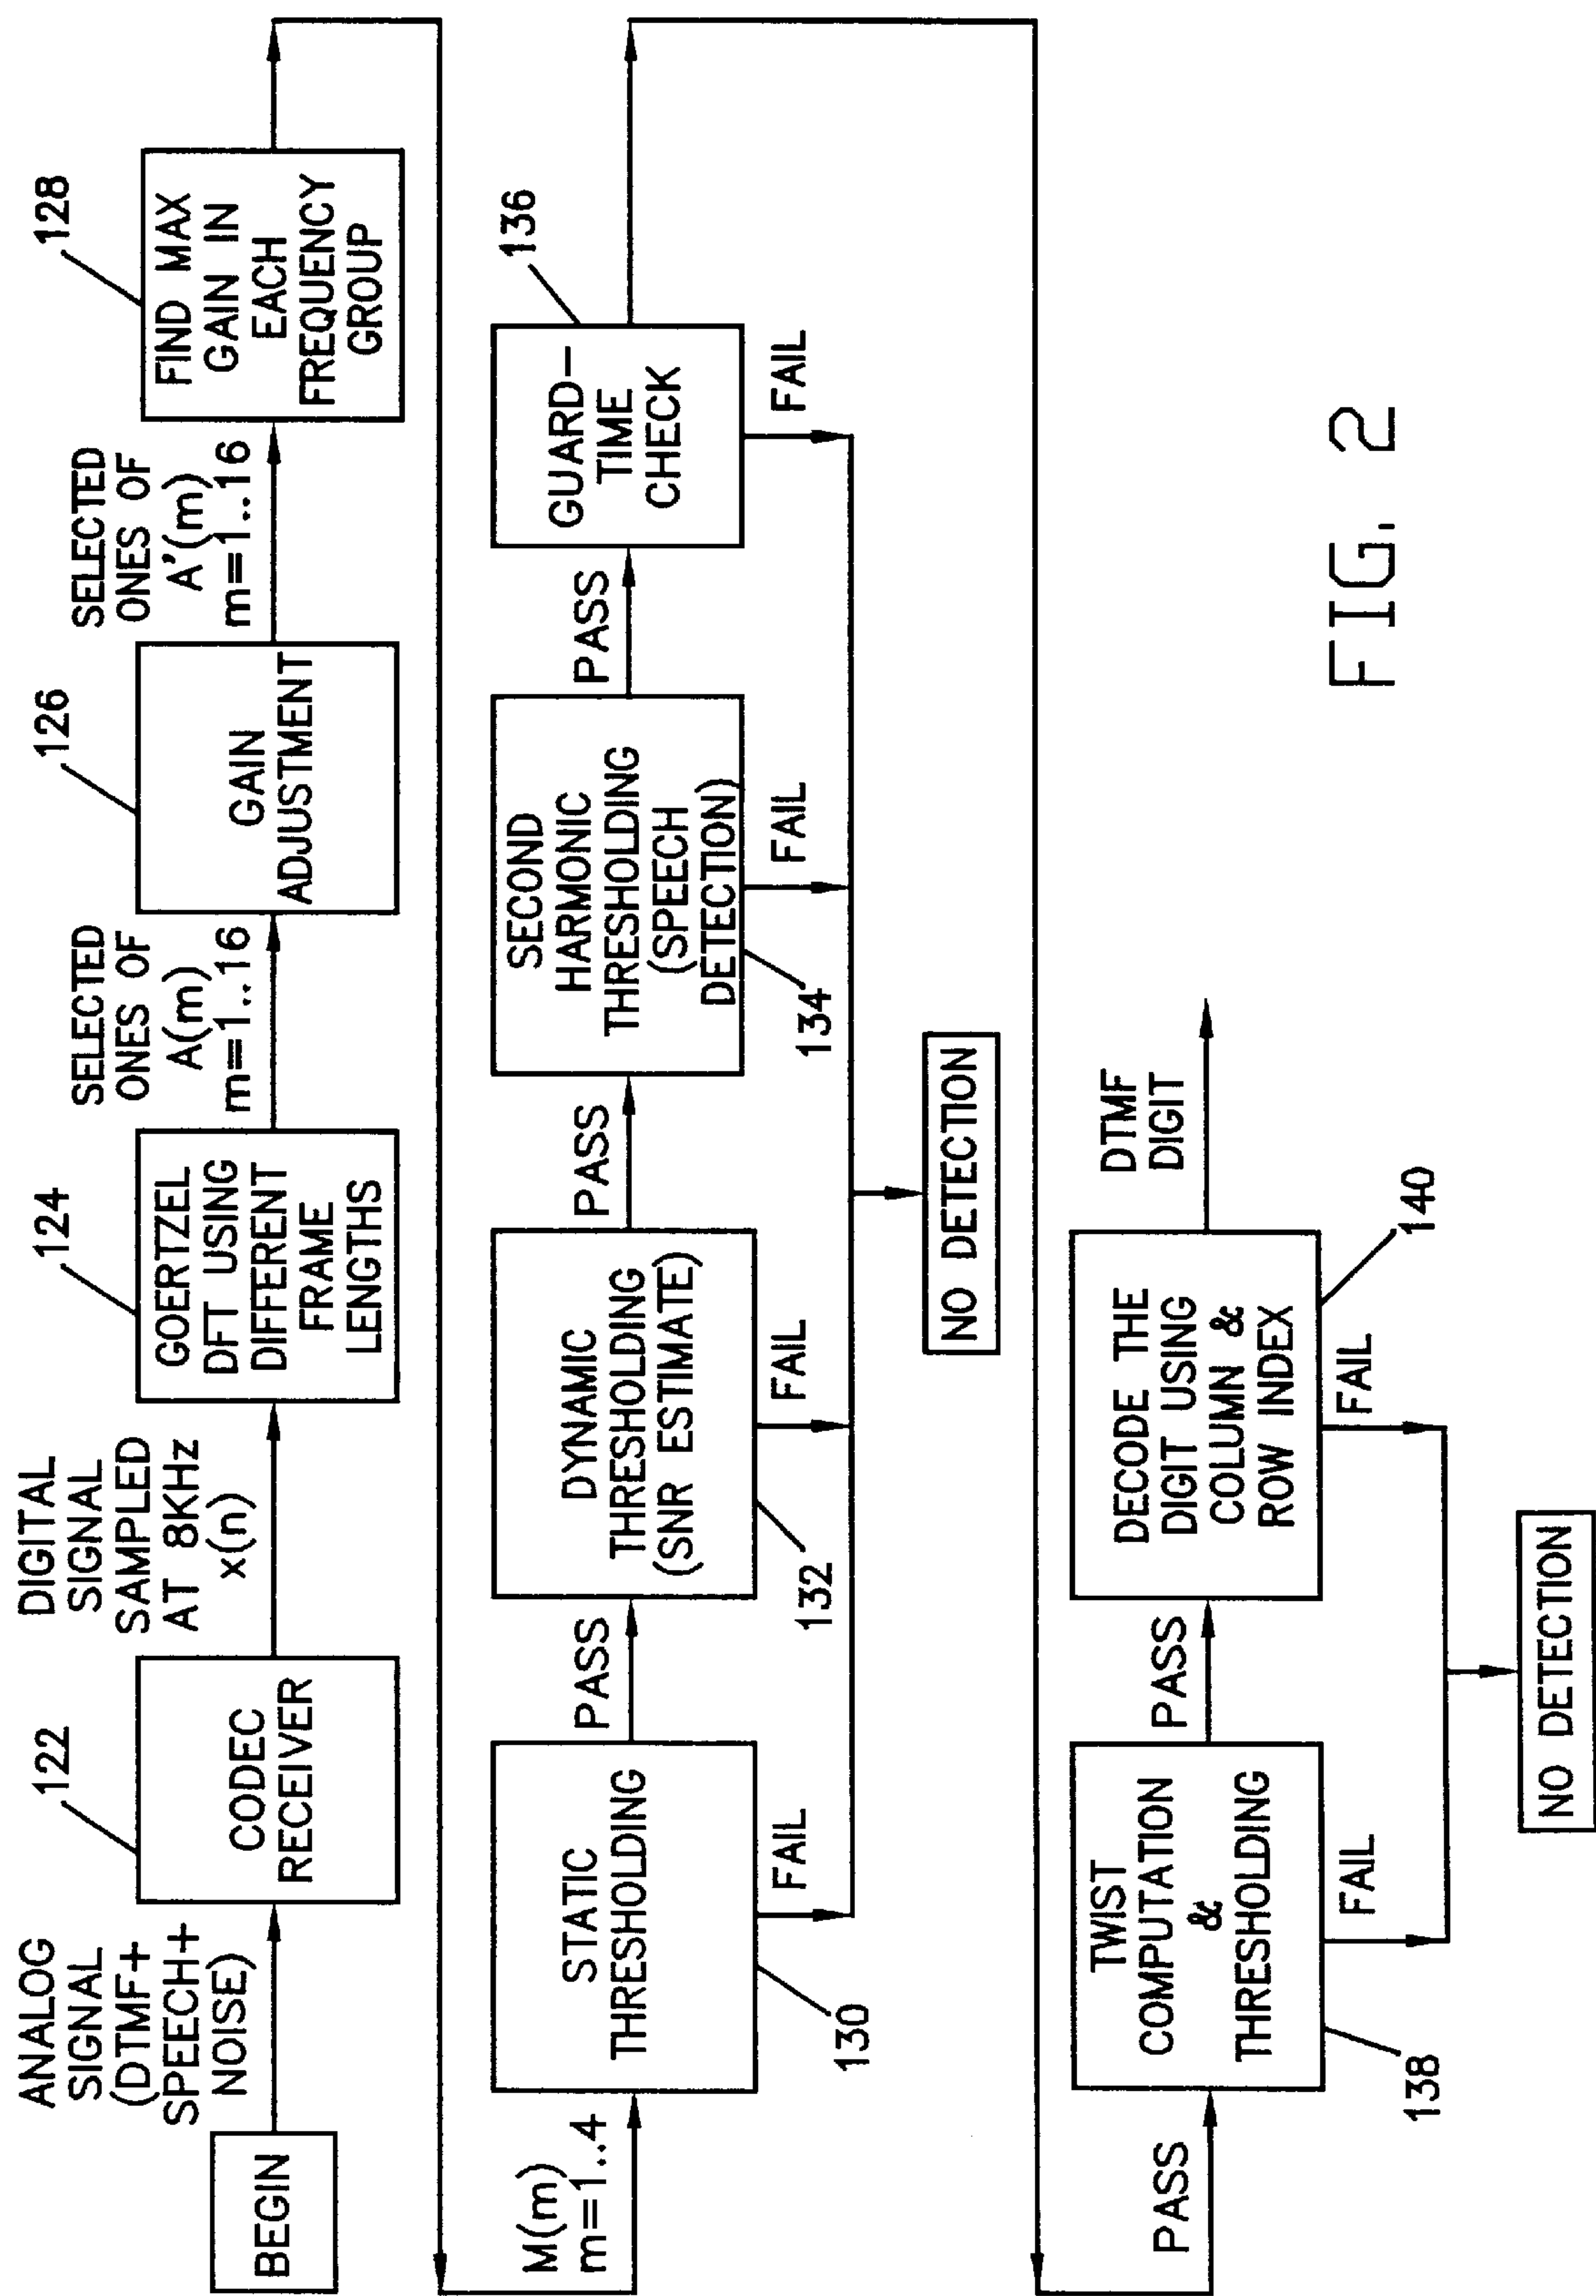 BEGIN
ANALOG
SIGNAL
(DTMF+
SPEECH+
NOISE)
122
CODEC
RECEIVER
DIGITAL
SIGNAL
SAMPLED
AT 8KHz
x(n)
124
GOERTZEL
DFT USING
DIFFERENT
FRAME
LENGTHS
SELECTED
ONES OF
A(m)
m=1..16
126
GAIN
ADJUSTMENT
SELECTED
ONES OF
A'(m)
m=1..16
128
FIND MAX
GAIN IN
EACH
FREQUENCY
GROUP
M(m)
m=1..4
STATIC
THRESHOLDING
130
FAIL
PASS
DYNAMIC
THRESHOLDING
(SNR ESTIMATE)
132
FAIL
PASS
SECOND
HARMONIC
THRESHOLDING
(SPEECH
DETECTION)
134
FAIL
PASS
136
GUARD-
TIME
CHECK
FAIL
NO DETECTION
PASS
TWIST
COMPUTATION
&
THRESHOLDING
138
FAIL
PASS
DECODE THE
DIGIT USING
COLUMN &
ROW INDEX
140
FAIL
DTMF
DIGIT
NO DETECTION
FIG. 2